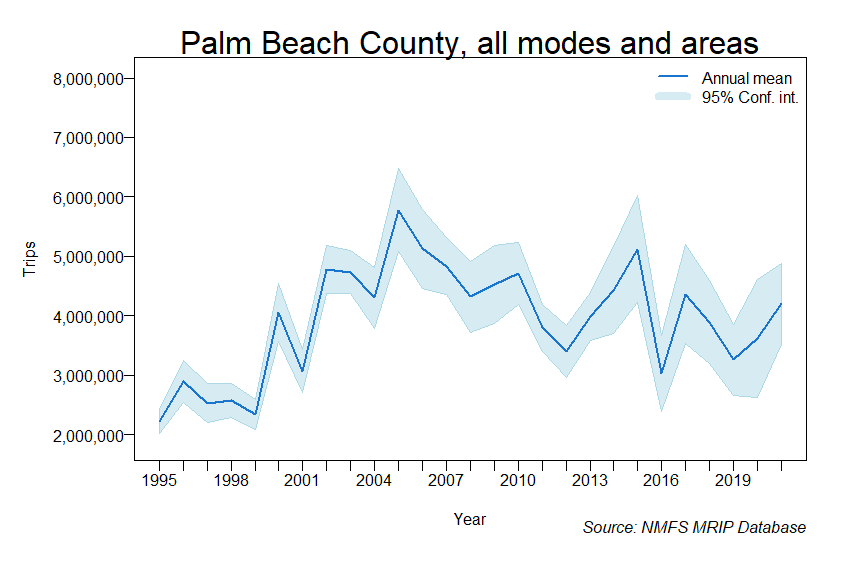 Palm Beach County, all modes and areas
Annual mean
95% Conf. int.
8,000,000
7,000,000
6,000,000
5,000,000
4,000,000
3,000,000
2,000,000
Trips
1995 1998 2001 2004 2007 2010 2013 2016 2019
Year
Source: NMFS MRIP Database